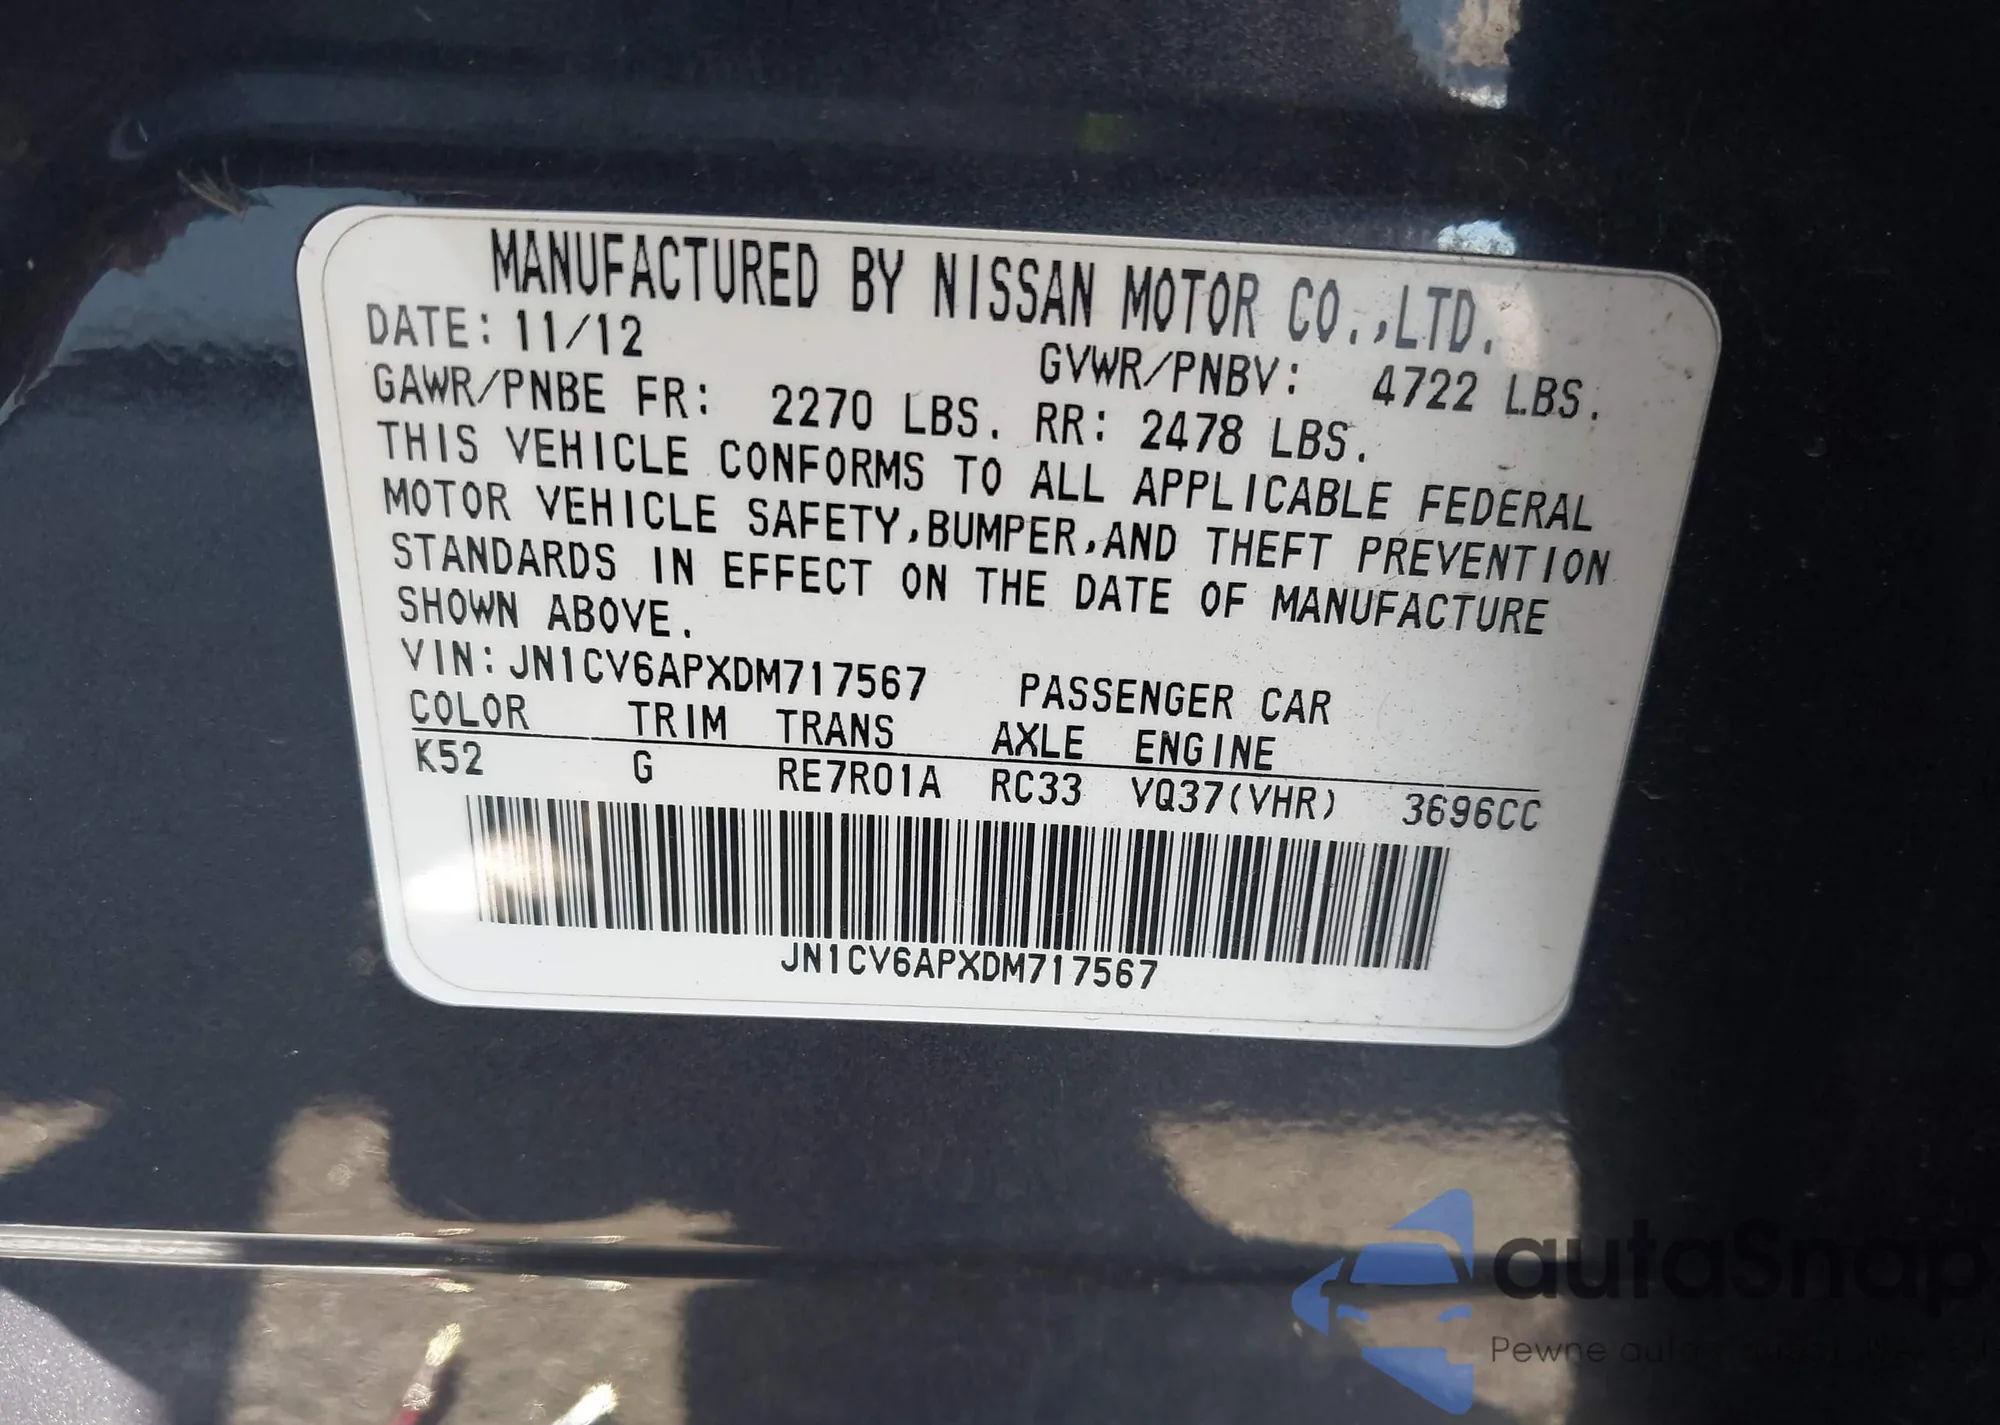 MANUFACTURED BY NISSAN MOTOR CO.,LTD.
DATE: 11/12 GVWR/PNBV: 4722 LBS.
GAWR/PNBE FR: 2270 LBS. RR: 2478 LBS.
THIS VEHICLE CONFORMS TO ALL APPLICABLE FEDERAL
MOTOR VEHICLE SAFETY,BUMPER,AND THEFT PREVENTION
STANDARDS IN EFFECT ON THE DATE OF MANUFACTURE
SHOWN ABOVE.
VIN: JN1CV6APXDM717567 PASSENGER CAR
COLOR TRIM TRANS AXLE ENGINE
K52 G RE7R01A RC33 VQ37(VHR) 3696CC
JN1CV6APXDM717567
autaSnap
Pewne auta